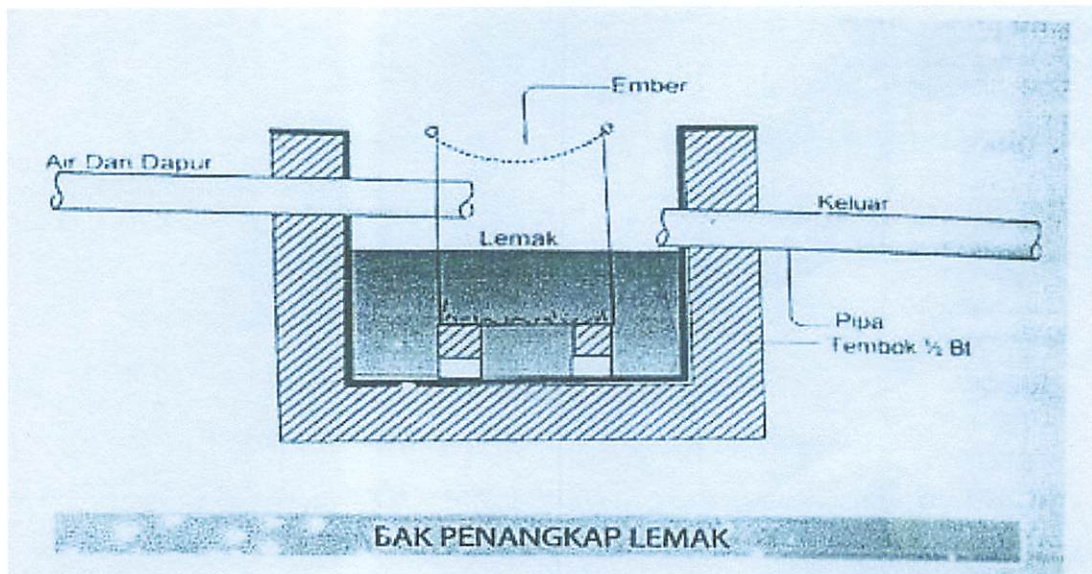 Ember
Air Dari Dapur
Keluar
Lemak
Pipa
Tembok ½ Bt
BAK PENANGKAP LEMAK